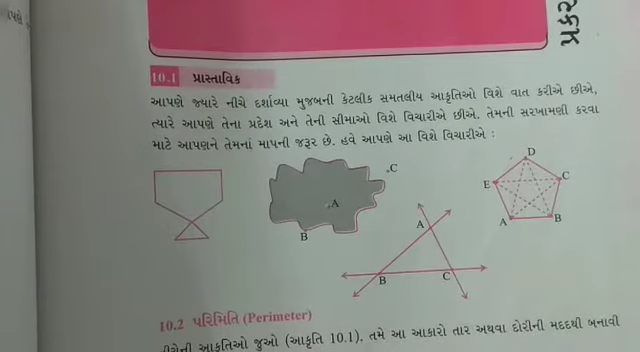 10.1 પ્રાસ્તાવિક
આપણે જ્યારે નીચે દર્શાવ્યા મુજબની કેટલીક સમતલીય આકૃતિઓ વિશે વાત કરીએ છીએ,
ત્યારે આપણે તેના પ્રદેશ અને તેની સીમાઓ વિશે વિચારીએ છીએ. તેમની સરખામણી કરવા
માટે આપણને તેમનાં માપની જરૂર છે. હવે આપણે આ વિશે વિચારીએ :
C
A
B
A
B
C
D
E
C
A
B
10.2 પરિમિતિ (Perimeter)
આકૃતિઓ જુઓ (આકૃતિ 10.1), તમે આ આકારો તાર અથવા દોરીની મદદથી બનાવી